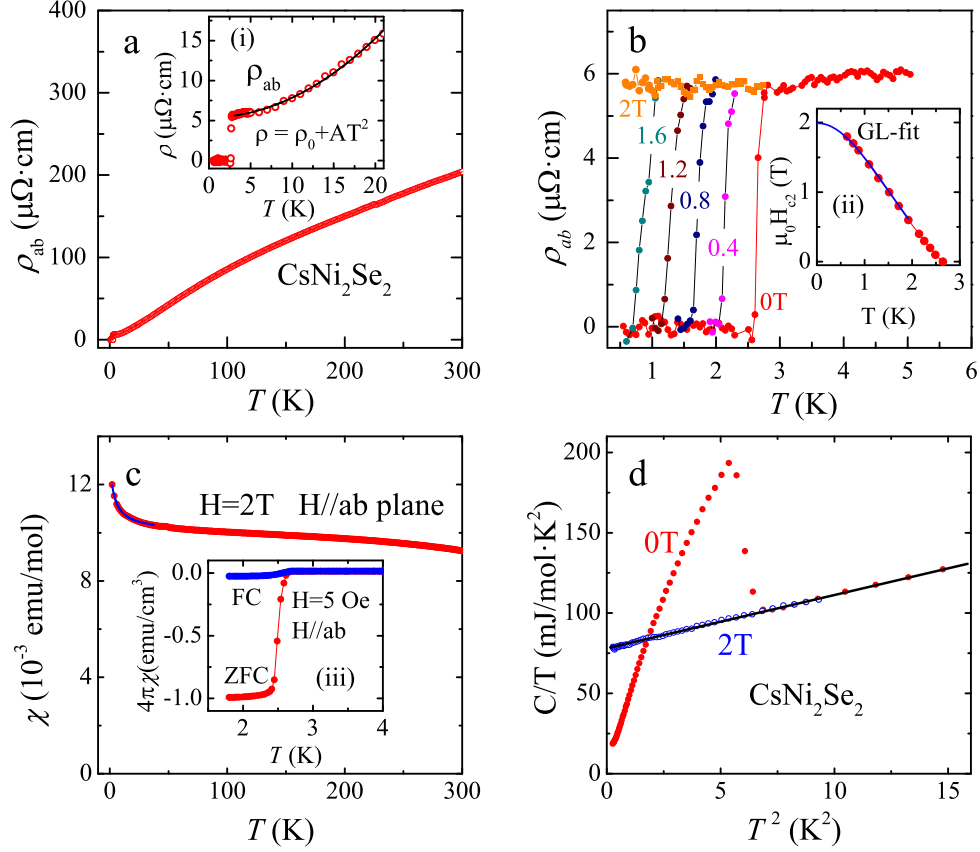 a
(i)
ρab
ρ = ρ0+AT2
ρ (μΩ·cm)
15
10
5
0
0 5 10 15 20
T (K)
ρab (μΩ·cm)
400
300
200
100
0
CsNi2Se2
0 100 200 300
T (K)
b
2T
1.6
1.2
0.8
0.4
0T
ρab (μΩ·cm)
8
6
4
2
0
1 2 3 4 5 6
T (K)
GL-fit
(ii)
μ0Hc2 (T)
2
1
0
0 1 2 3
T (K)
c
H=2T H//ab plane
χ (10-3 emu/mol)
12
10
8
6
4
0 100 200 300
T (K)
FC
ZFC
H=5 Oe
H//ab
(iii)
4πχ(emu/cm3)
0.0
-0.5
-1.0
2 3 4
T (K)
d
0T
2T
CsNi2Se2
C/T (mJ/mol·K2)
200
150
100
50
0
0 5 10 15
T 2 (K2)